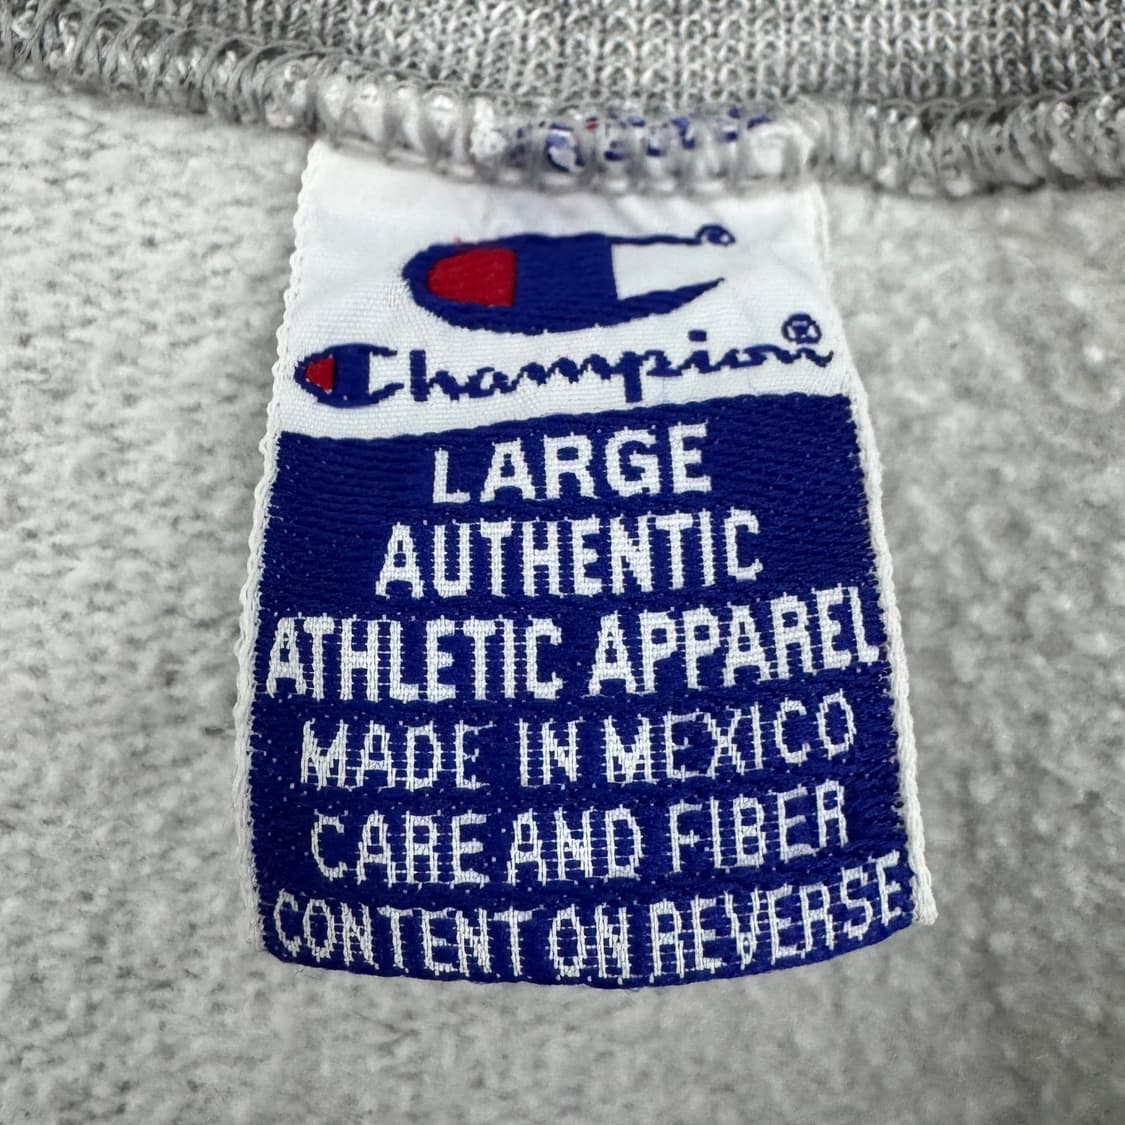 Champion®
LARGE
AUTHENTIC
ATHLETIC APPAREL
MADE IN MEXICO
CARE AND FIBER
CONTENT ON REVERSE